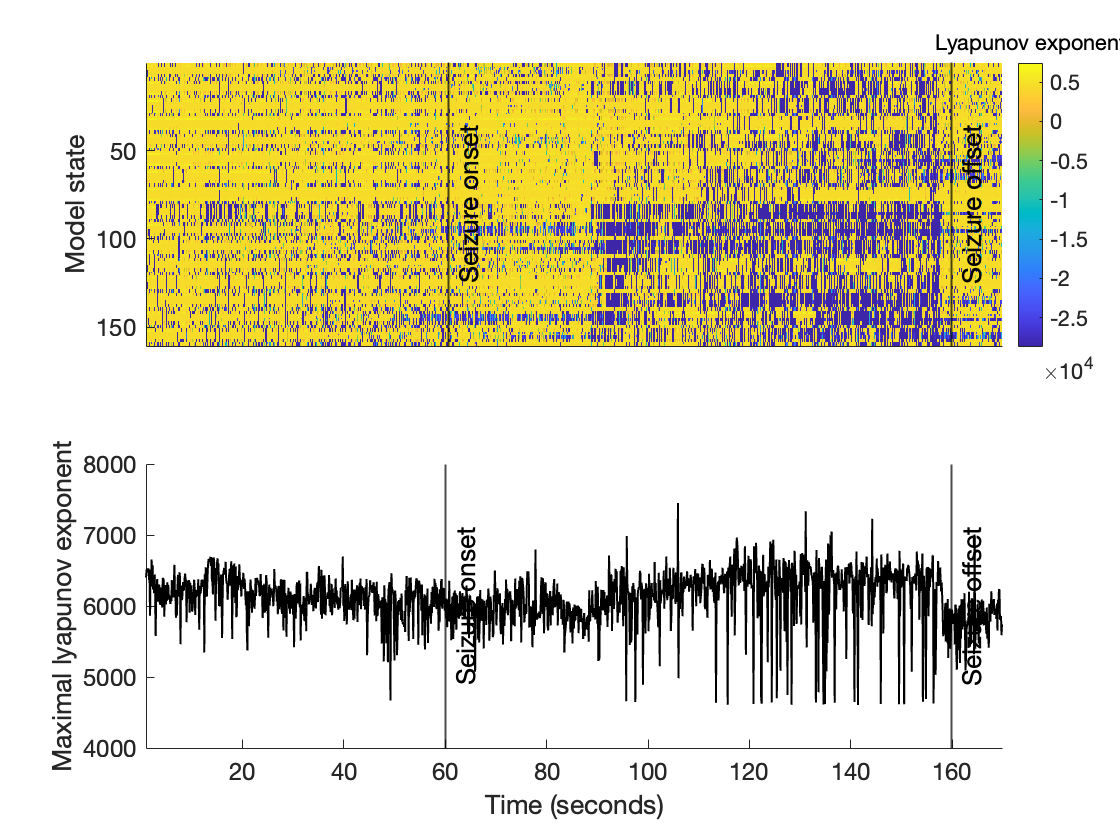 Lyapunov exponent
Model state
50
100
150
Seizure onset
Seizure offset
0.5
0
-0.5
-1
-1.5
-2
-2.5
×10^4
Maximal lyapunov exponent
8000
7000
6000
5000
4000
Seizure onset
Seizure offset
20 40 60 80 100 120 140 160
Time (seconds)